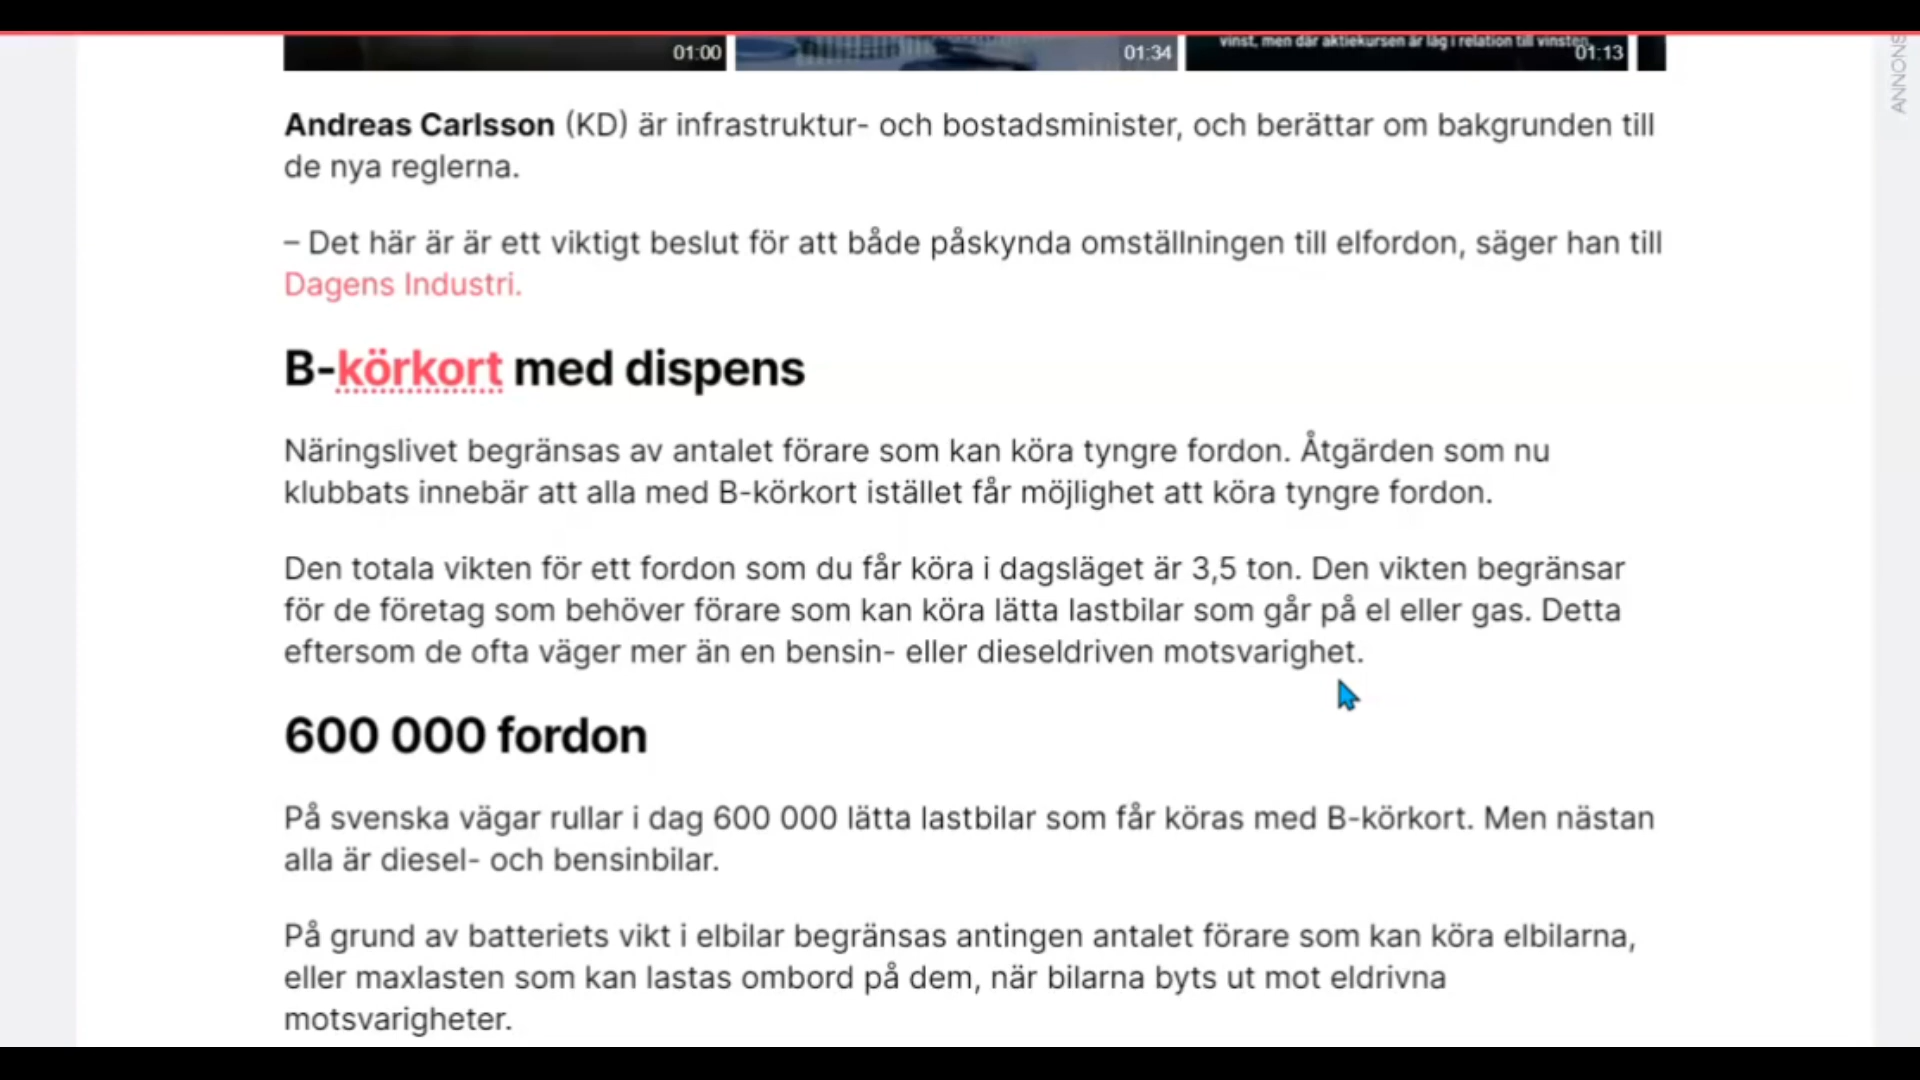 vinst, men där aktiekursen är låg i relation till vinsten.
01:00
01:34
01:13
ANNONS
Andreas Carlsson (KD) är infrastruktur- och bostadsminister, och berättar om bakgrunden till
de nya reglerna.
– Det här är är ett viktigt beslut för att både påskynda omställningen till elfordon, säger han till
Dagens Industri.
B-körkort med dispens
Näringslivet begränsas av antalet förare som kan köra tyngre fordon. Åtgärden som nu
klubbats innebär att alla med B-körkort istället får möjlighet att köra tyngre fordon.
Den totala vikten för ett fordon som du får köra i dagsläget är 3,5 ton. Den vikten begränsar
för de företag som behöver förare som kan köra lätta lastbilar som går på el eller gas. Detta
eftersom de ofta väger mer än en bensin- eller dieseldriven motsvarighet.
600 000 fordon
På svenska vägar rullar i dag 600 000 lätta lastbilar som får köras med B-körkort. Men nästan
alla är diesel- och bensinbilar.
På grund av batteriets vikt i elbilar begränsas antingen antalet förare som kan köra elbilarna,
eller maxlasten som kan lastas ombord på dem, när bilarna byts ut mot eldrivna
motsvarigheter.